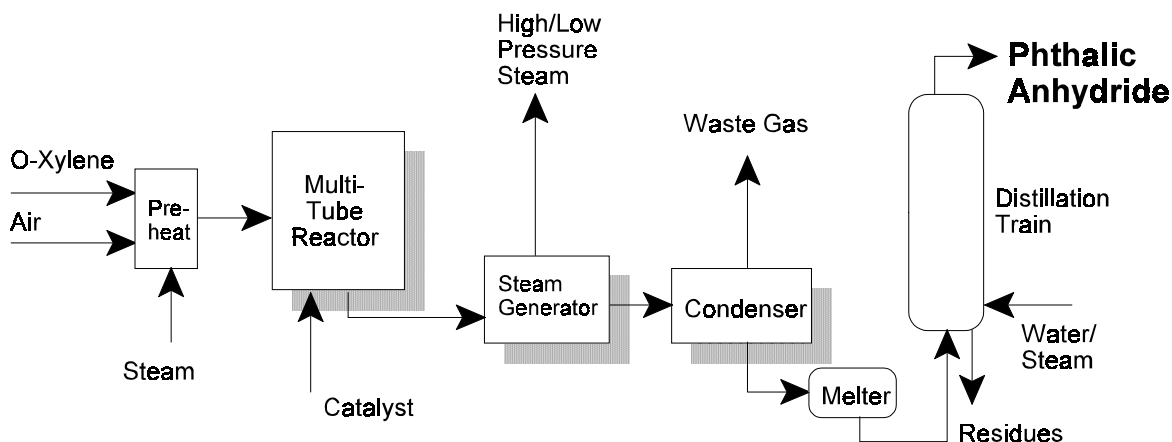 High/Low
Pressure
Steam
Phthalic
Anhydride
Waste Gas
O-Xylene
Air
Pre-
heat
Multi-
Tube
Reactor
Steam
Generator
Condenser
Distillation
Train
Steam
Catalyst
Melter
Water/
Steam
Residues